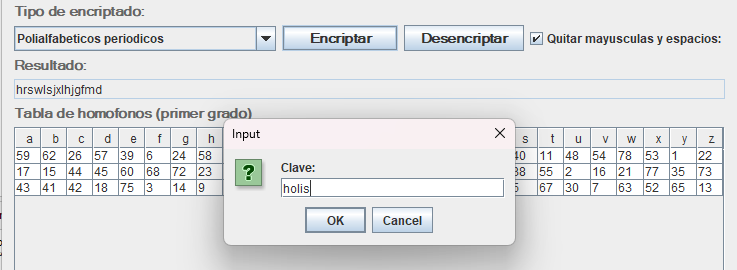 Tipo de encriptado:
Polialfabeticos periodicos Encriptar Desencriptar Quitar mayusculas y espacios:
Resultado:
hrswlsjxlhjgfmd
Tabla de homofonos (primer grado)
Input
a b c d e f g h s t u v w x y z
59 62 26 57 39 6 24 58 Clave: 40 11 48 54 78 53 1 22
17 15 44 45 60 68 72 23 ? holis 38 55 2 16 21 77 35 73
43 41 42 18 75 3 14 9 5 67 30 7 63 52 65 13
OK Cancel